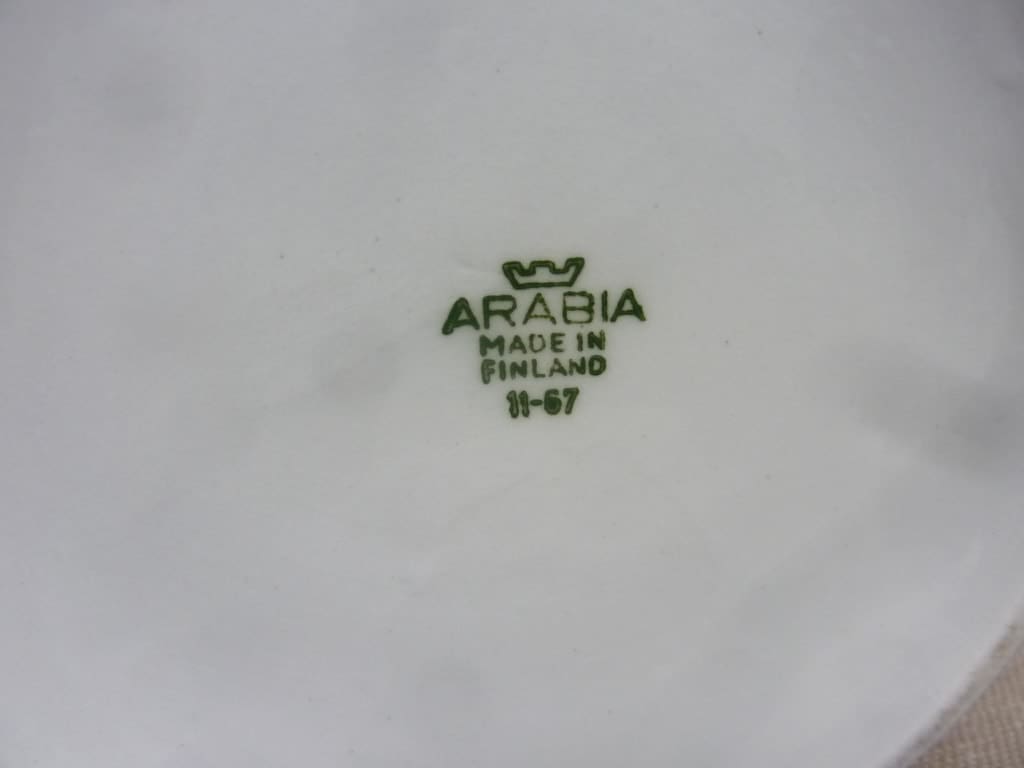 ARABIA
MADE IN
FINLAND
11-67